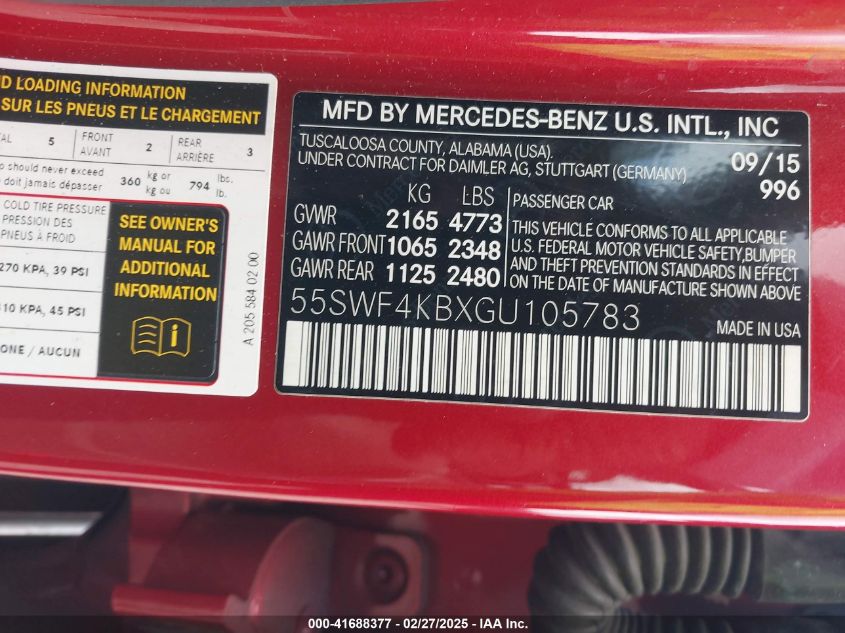 D LOADING INFORMATION
SUR LES PNEUS ET LE CHARGEMENT
TAL 5 FRONT AVANT 2 REAR ARRIÈRE 3
should never exceed
doit jamais dépasser 360 kg or kg ou 794 lbs. lb.
COLD TIRE PRESSURE
PRESSION DES
PNEUS À FROID
270 KPA, 39 PSI
10 KPA, 45 PSI
ONE / AUCUN
SEE OWNER'S
MANUAL FOR
ADDITIONAL
INFORMATION
A 205 584 02 00
MFD BY MERCEDES-BENZ U.S. INTL., INC
TUSCALOOSA COUNTY, ALABAMA (USA).
UNDER CONTRACT FOR DAIMLER AG, STUTTGART (GERMANY)
09/15
996
KG LBS
GVWR 2165 4773
GAWR FRONT 1065 2348
GAWR REAR 1125 2480
PASSENGER CAR
THIS VEHICLE CONFORMS TO ALL APPLICABLE
U.S. FEDERAL MOTOR VEHICLE SAFETY,BUMPER
AND THEFT PREVENTION STANDARDS IN EFFECT
ON THE DATE OF MANUFACTURE SHOWN ABOVE
55SWF4KBXGU105783
MADE IN USA
000-41688377 - 02/27/2025 - IAA Inc.